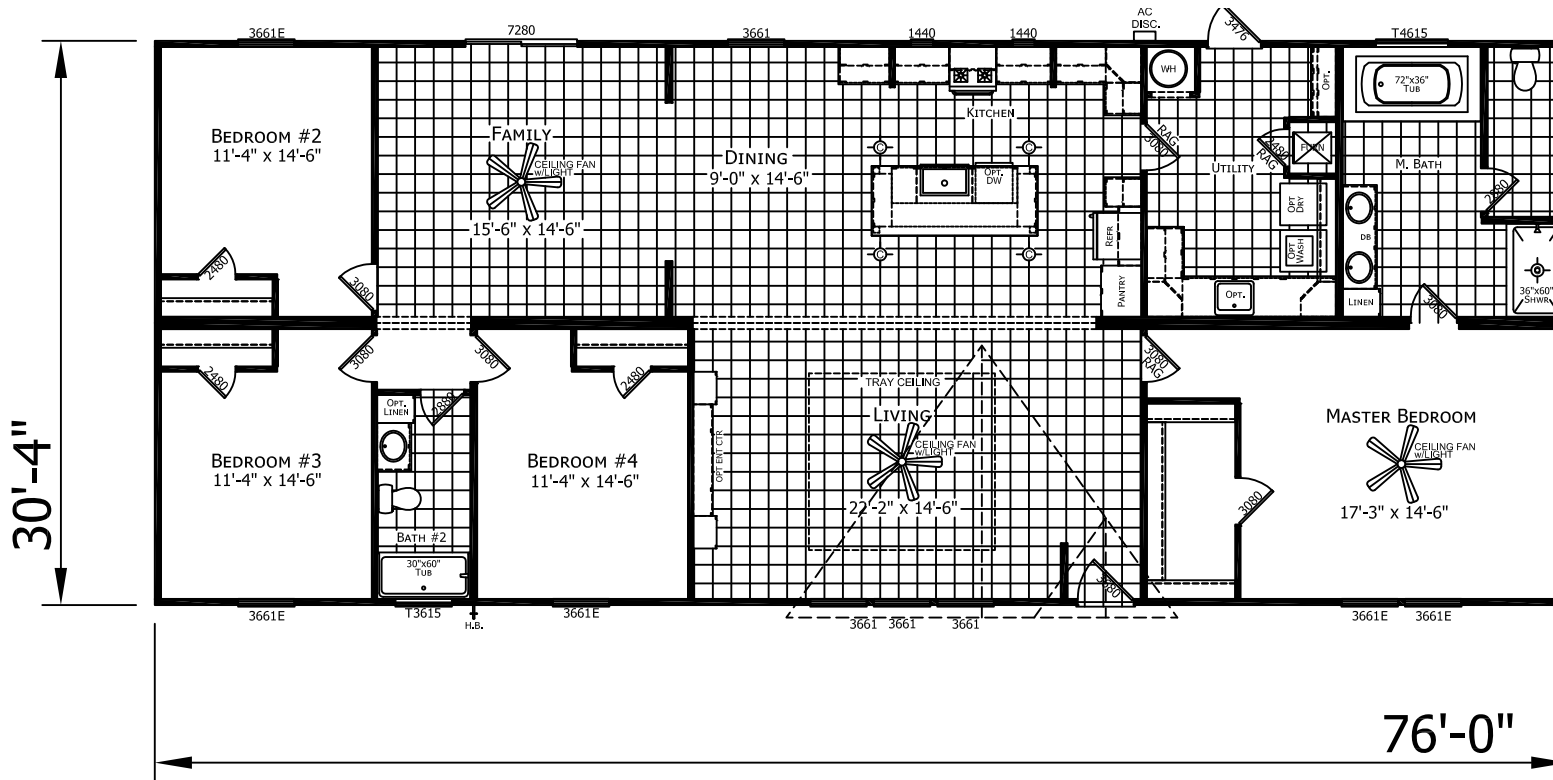 3661E
7280
3661
1440
1440
AC
DISC.
3476
T4615
BEDROOM #2
11'-4" x 14'-6"
2480
3080
FAMILY
CEILING FAN
w/LIGHT
15'-6" x 14'-6"
DINING
9'-0" x 14'-6"
KITCHEN
OPT.
DW
REFR
PANTRY
WH
RAG
3080
UTILITY
OPT.
FURN
2480
RAG
OPT
DRY
OPT
WASH
OPT.
72"x36"
TUB
M. BATH
DB
LINEN
2880
36"x60"
SHWR
3080
2480
3080
BEDROOM #3
11'-4" x 14'-6"
OPT.
LINEN
2880
BATH #2
30"x60"
TUB
3080
2480
BEDROOM #4
11'-4" x 14'-6"
OPT ENT CTR
TRAY CEILING
LIVING
CEILING FAN
w/LIGHT
22'-2" x 14'-6"
3680
3080
RAG
3080
MASTER BEDROOM
CEILING FAN
w/LIGHT
17'-3" x 14'-6"
3661E
T3615
H.B.
3661E
3661
3661
3661
3661E
3661E
30'-4"
76'-0"